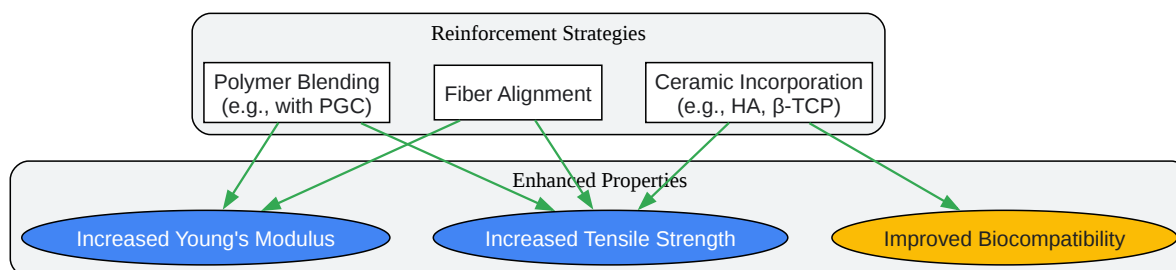 Reinforcement Strategies
Polymer Blending
(e.g., with PGC)
Fiber Alignment
Ceramic Incorporation
(e.g., HA, β-TCP)
Enhanced Properties
Increased Young's Modulus
Increased Tensile Strength
Improved Biocompatibility